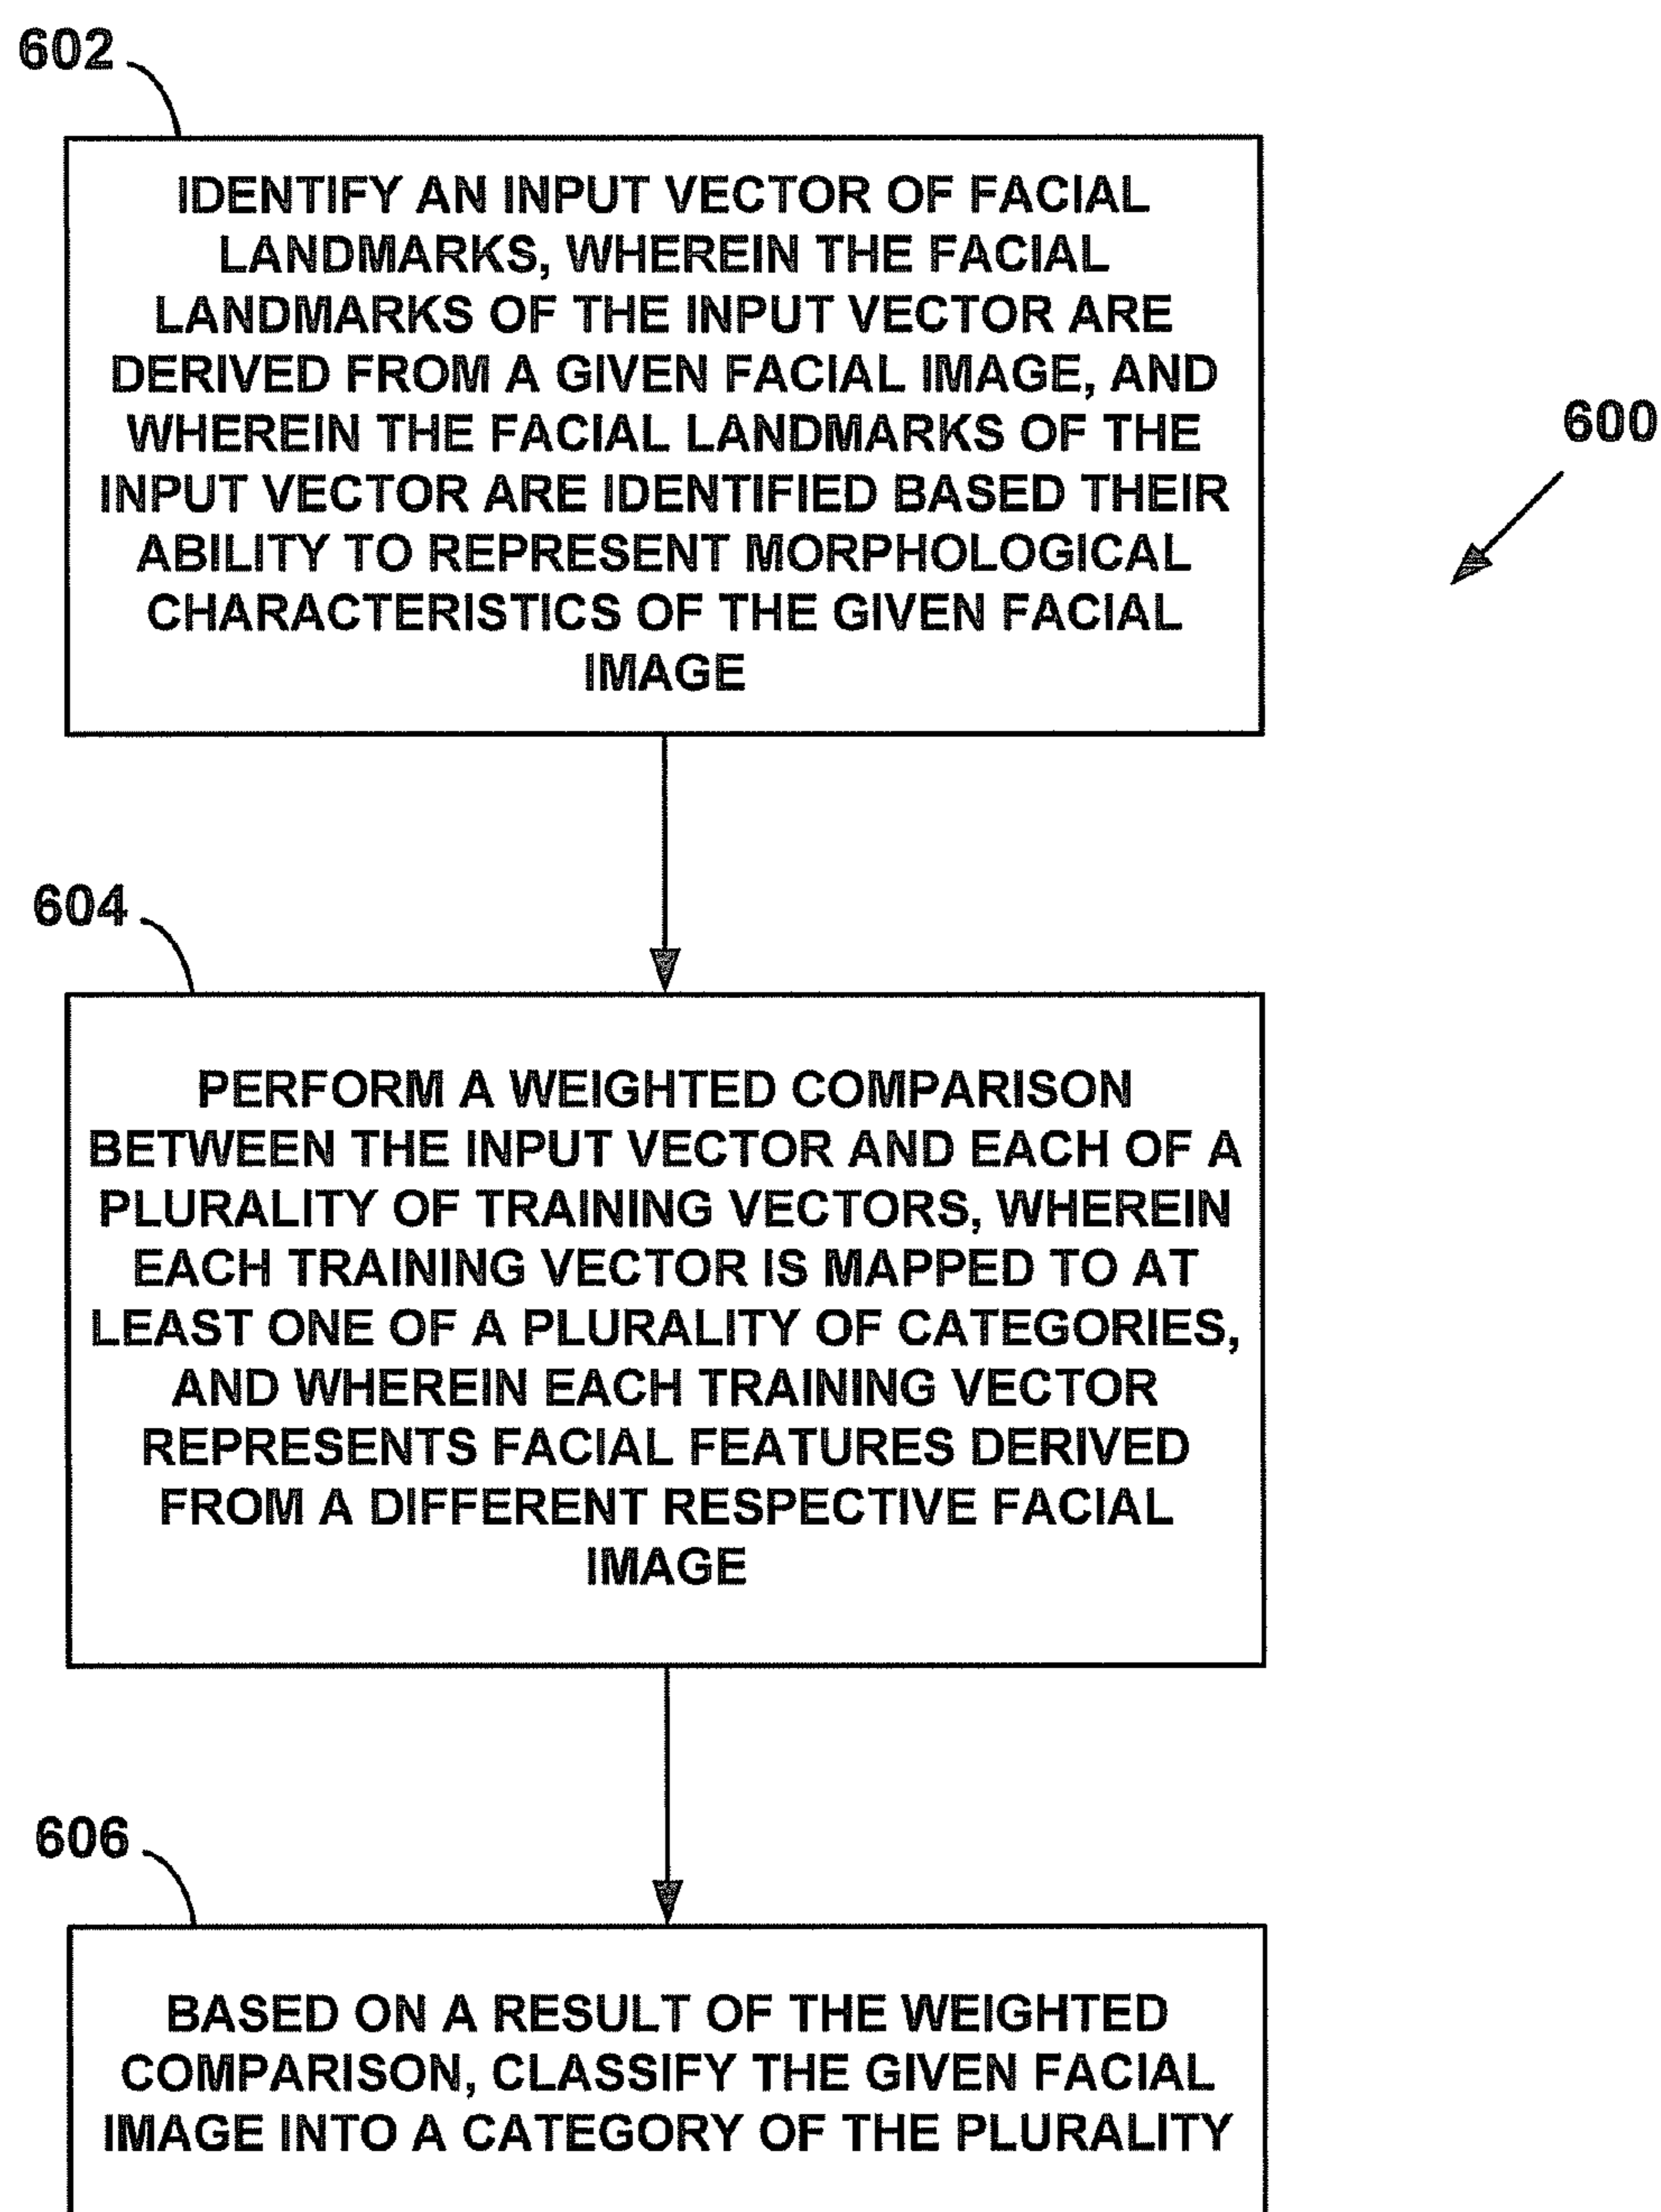 602
IDENTIFY AN INPUT VECTOR OF FACIAL
LANDMARKS, WHEREIN THE FACIAL
LANDMARKS OF THE INPUT VECTOR ARE
DERIVED FROM A GIVEN FACIAL IMAGE, AND
WHEREIN THE FACIAL LANDMARKS OF THE
INPUT VECTOR ARE IDENTIFIED BASED THEIR
ABILITY TO REPRESENT MORPHOLOGICAL
CHARACTERISTICS OF THE GIVEN FACIAL
IMAGE
600
604
PERFORM A WEIGHTED COMPARISON
BETWEEN THE INPUT VECTOR AND EACH OF A
PLURALITY OF TRAINING VECTORS, WHEREIN
EACH TRAINING VECTOR IS MAPPED TO AT
LEAST ONE OF A PLURALITY OF CATEGORIES,
AND WHEREIN EACH TRAINING VECTOR
REPRESENTS FACIAL FEATURES DERIVED
FROM A DIFFERENT RESPECTIVE FACIAL
IMAGE
606
BASED ON A RESULT OF THE WEIGHTED
COMPARISON, CLASSIFY THE GIVEN FACIAL
IMAGE INTO A CATEGORY OF THE PLURALITY